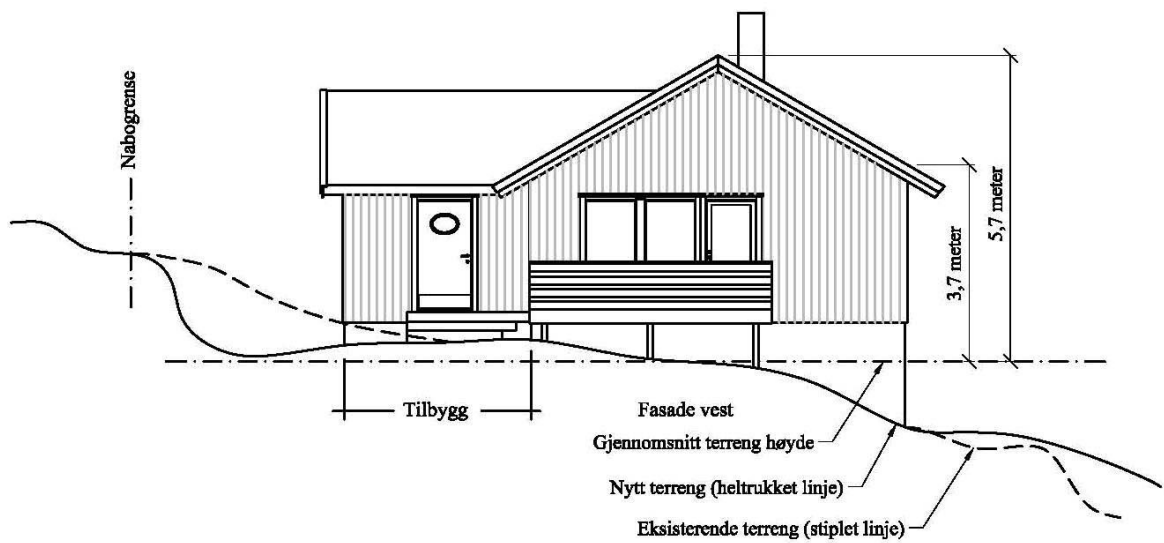 Nabogrense
5,7 meter
3,7 meter
Tilbygg
Fasade vest
Gjennomsnitt terreng høyde
Nytt terreng (heltrukket linje)
Eksisterende terreng (stiplet linje)